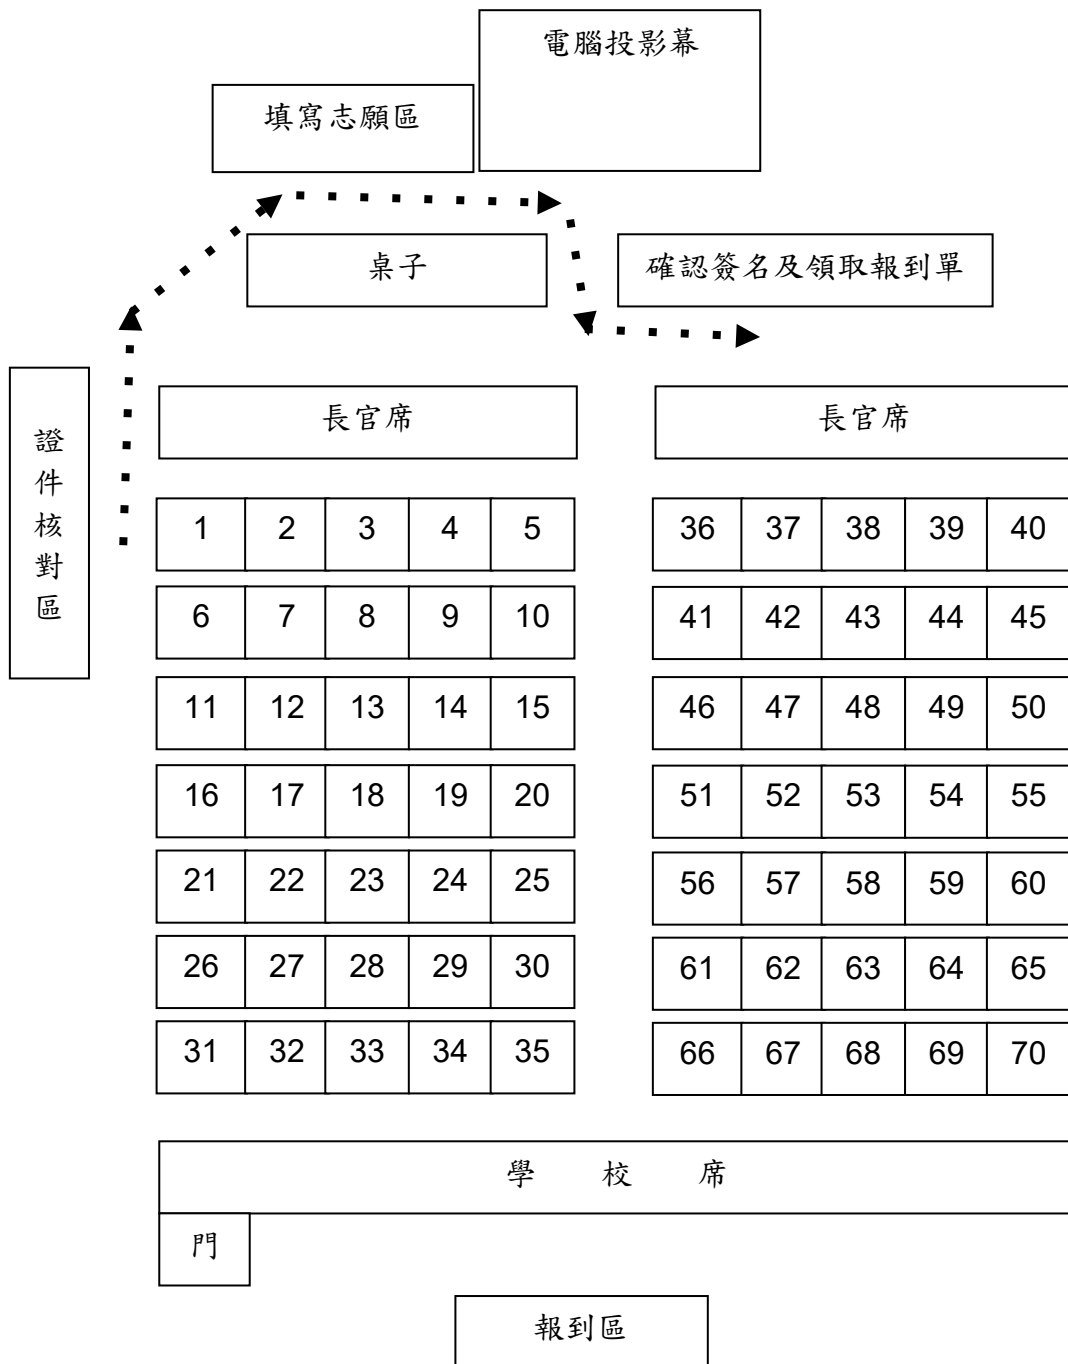 電腦投影幕
填寫志願區
桌子
確認簽名及領取報到單
證件核對區
長官席 長官席
1 2 3 4 5 36 37 38 39 40
6 7 8 9 10 41 42 43 44 45
11 12 13 14 15 46 47 48 49 50
16 17 18 19 20 51 52 53 54 55
21 22 23 24 25 56 57 58 59 60
26 27 28 29 30 61 62 63 64 65
31 32 33 34 35 66 67 68 69 70
學 校 席
門
報到區